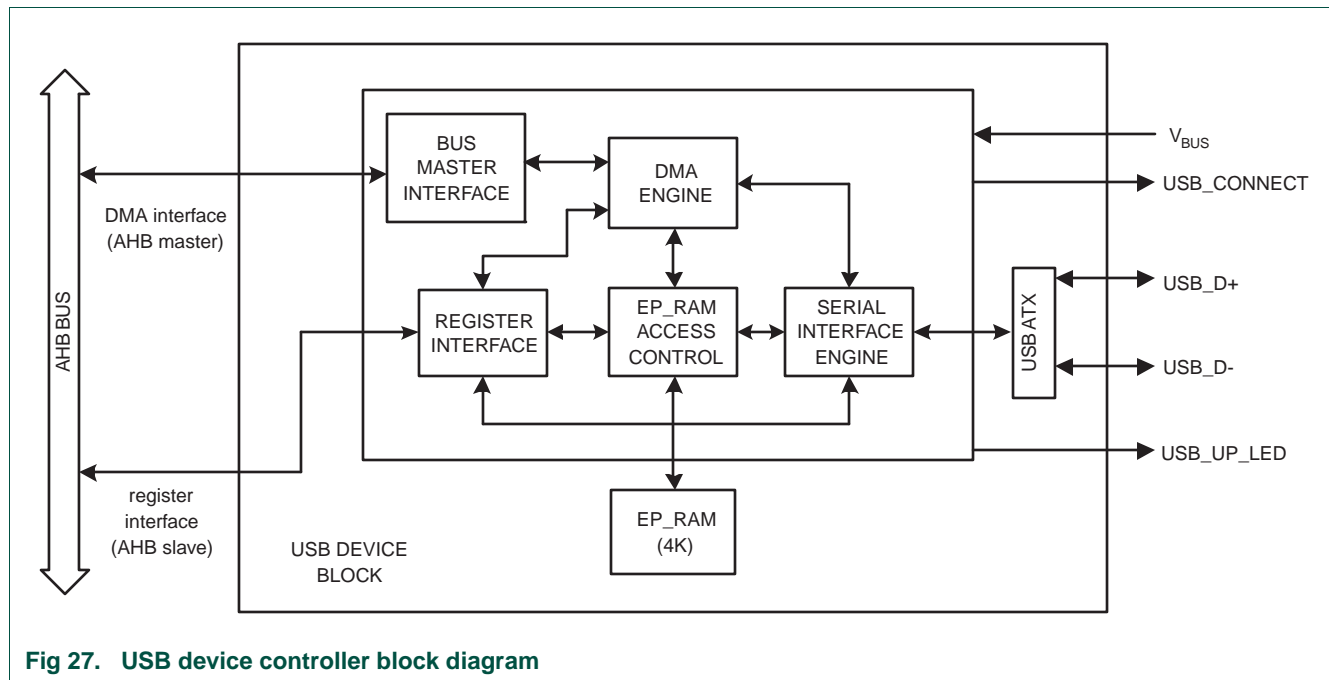 BUS
MASTER
INTERFACE
DMA
ENGINE
V_BUS
USB_CONNECT
DMA interface
(AHB master)
AHB BUS
REGISTER
INTERFACE
EP_RAM
ACCESS
CONTROL
SERIAL
INTERFACE
ENGINE
USB ATX
USB_D+
USB_D-
USB_UP_LED
register
interface
(AHB slave)
USB DEVICE
BLOCK
EP_RAM
(4K)
Fig 27. USB device controller block diagram